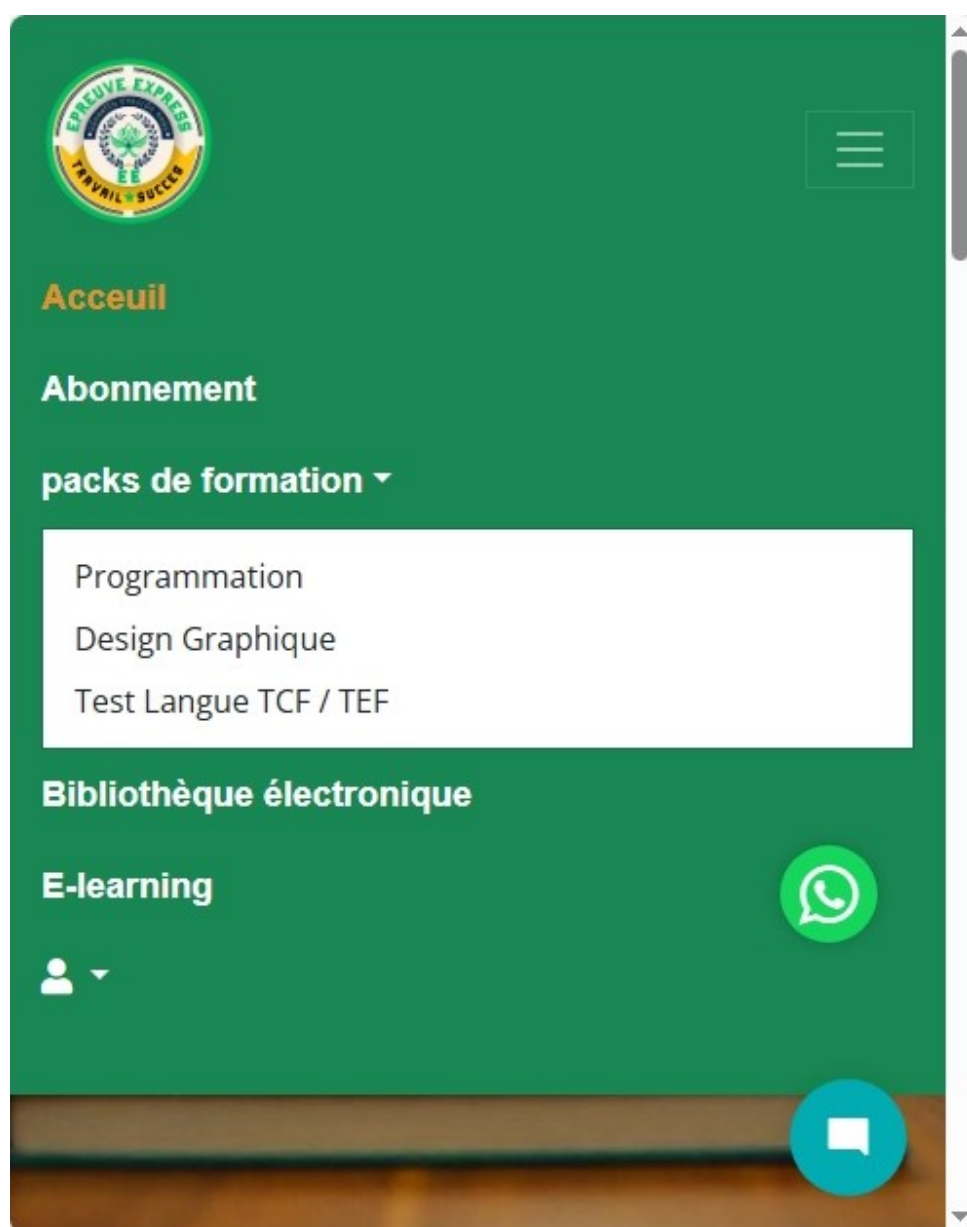 EPREUVE EXPRESS
EE
TRAVAIL★SUCCES
Acceuil
Abonnement
packs de formation
Programmation
Design Graphique
Test Langue TCF / TEF
Bibliothèque électronique
E-learning